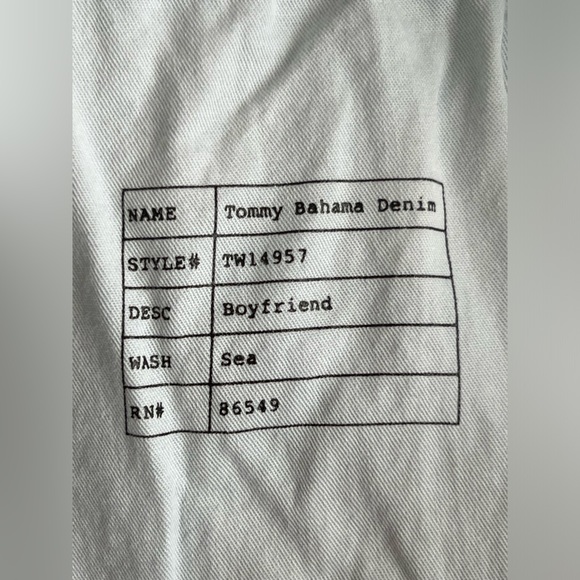 NAME Tommy Bahama Denim
STYLE# TW14957
DESC Boyfriend
WASH Sea
RN# 86549